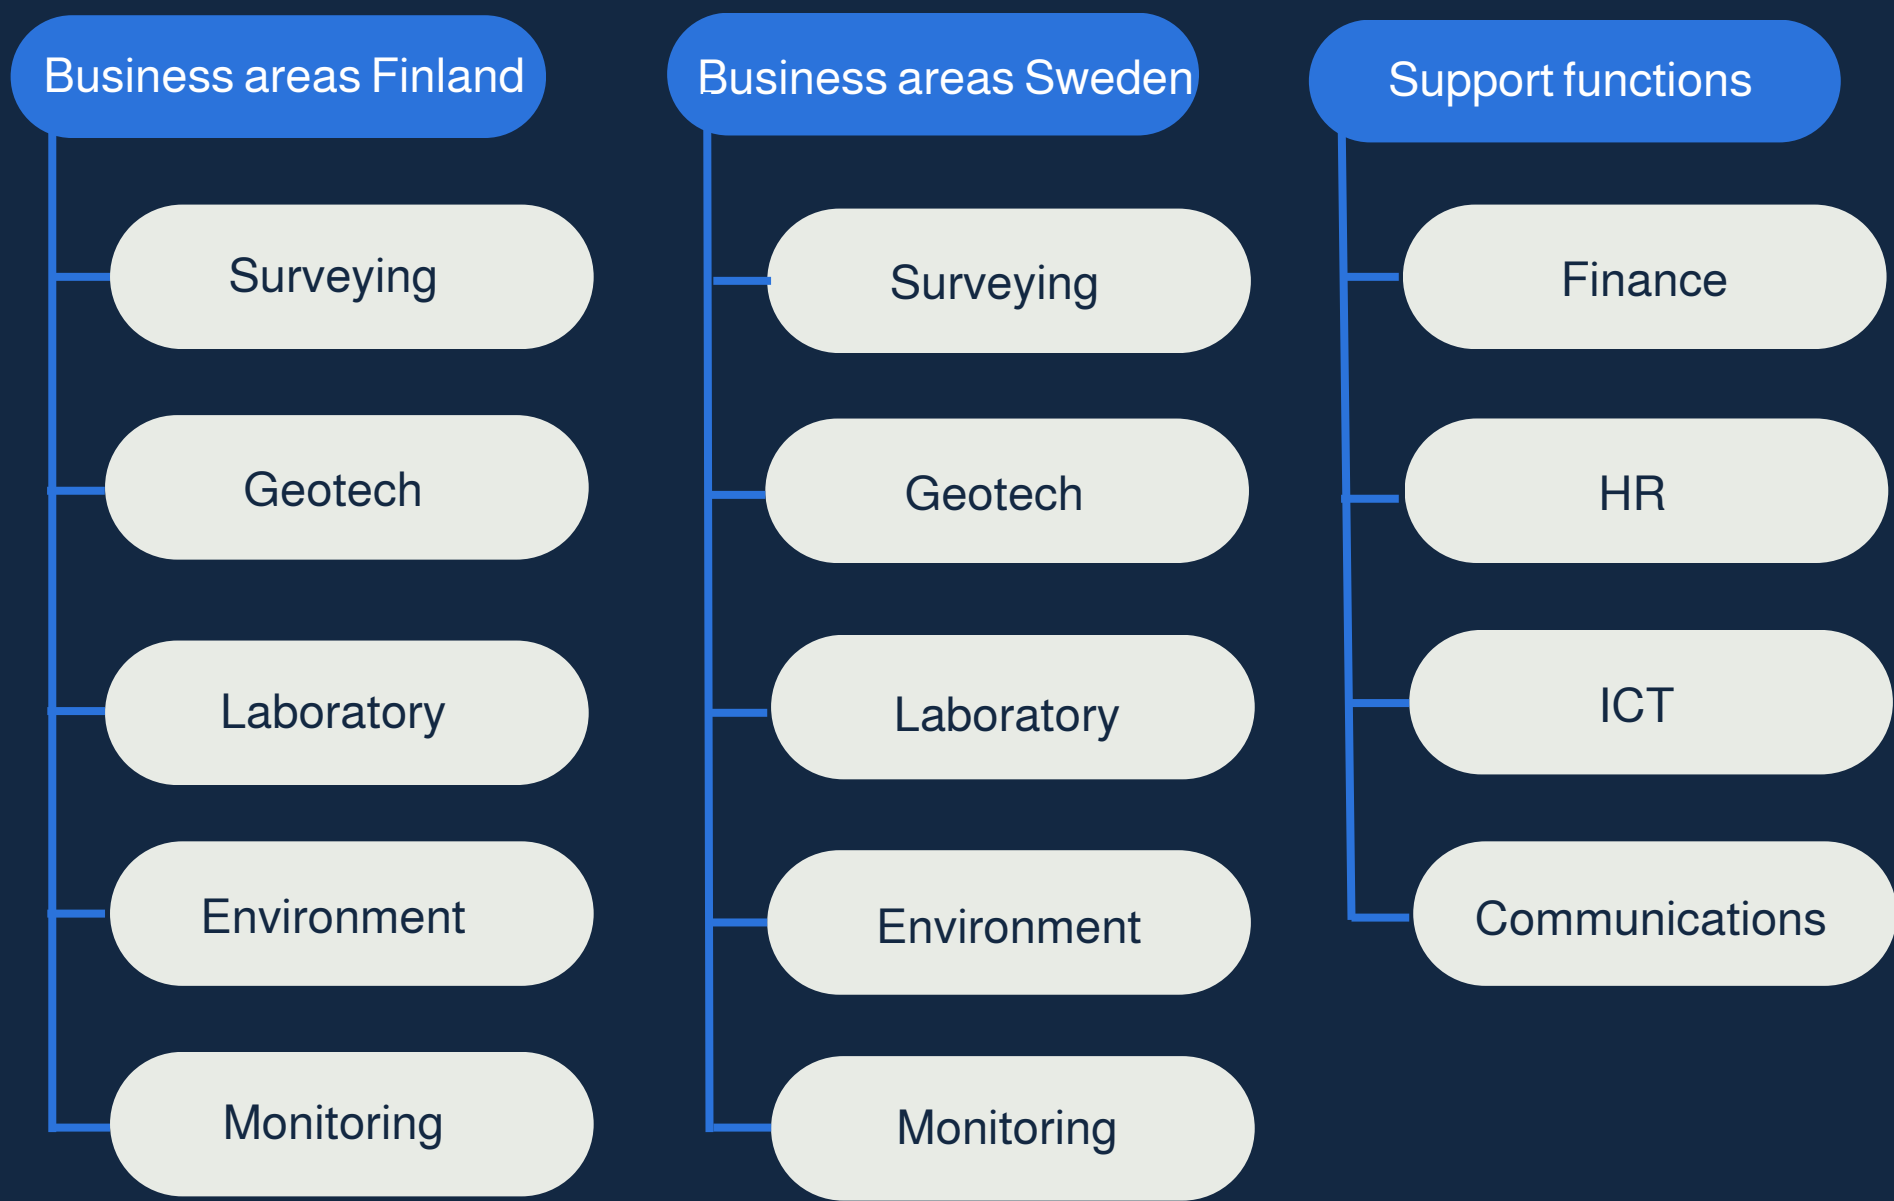 Business areas Finland
Surveying
Geotech
Laboratory
Environment
Monitoring
Business areas Sweden
Surveying
Geotech
Laboratory
Environment
Monitoring
Support functions
Finance
HR
ICT
Communications